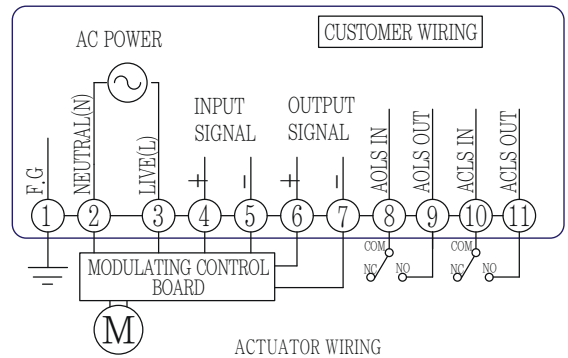 CUSTOMER WIRING
AC POWER
INPUT
SIGNAL
OUTPUT
SIGNAL
F.G
NEUTRAL(N)
LIVE(L)
+
-
+
-
AOLS IN
AOLS OUT
ACLS IN
ACLS OUT
1 2 3 4 5 6 7 8 9 10 11
COM
NC NO
COM
NC NO
MODULATING CONTROL
BOARD
M
ACTUATOR WIRING